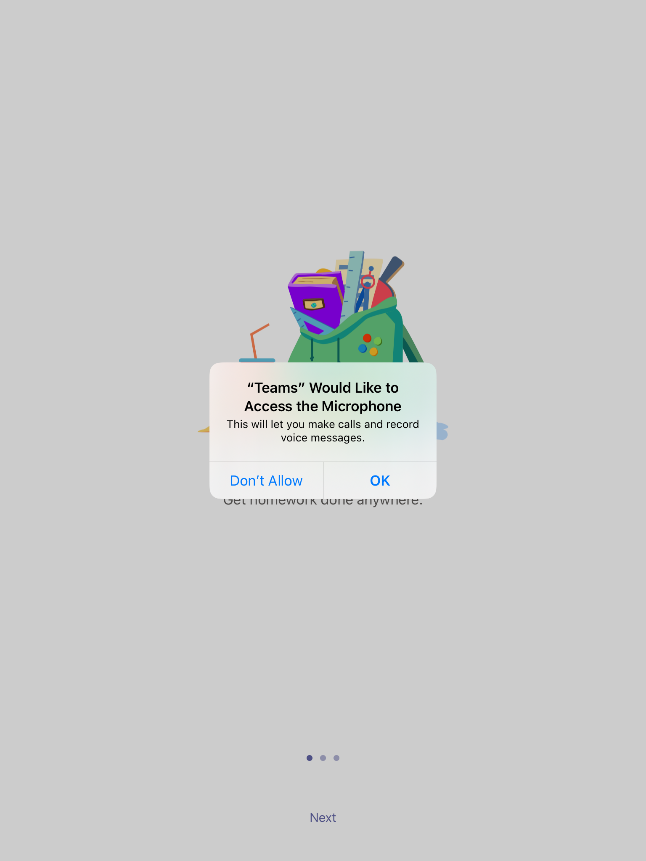 “Teams” Would Like to
Access the Microphone
This will let you make calls and record
voice messages.
Don’t Allow
OK
Get homework done anywhere.
Next